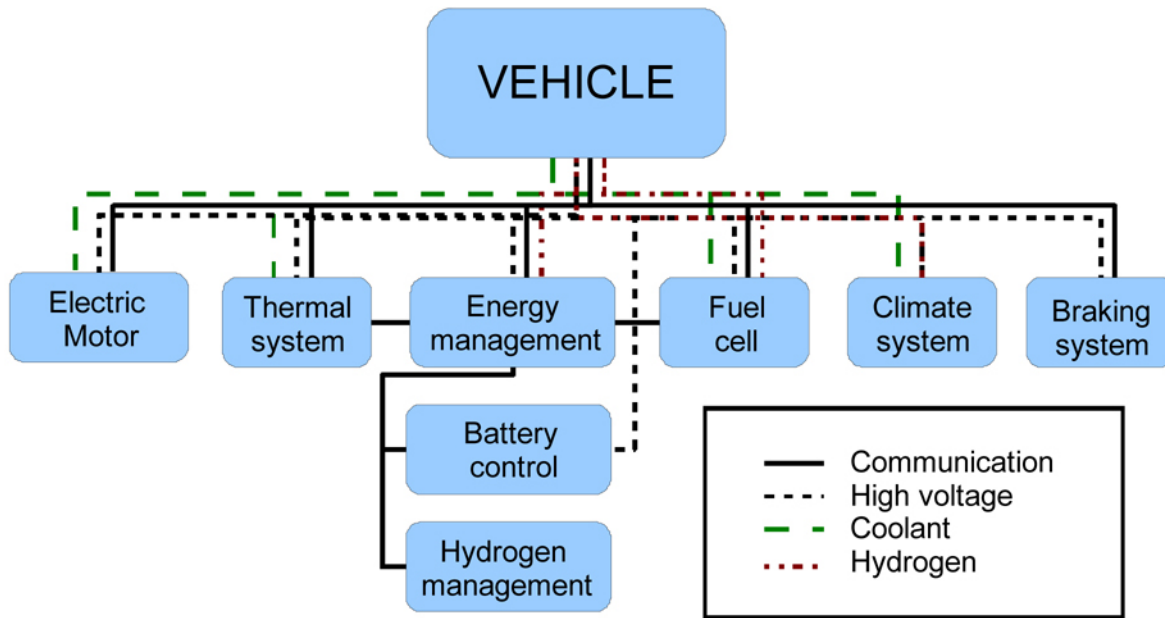 VEHICLE
Electric
Motor
Thermal
system
Energy
management
Fuel
cell
Climate
system
Braking
system
Battery
control
Hydrogen
management
Communication
High voltage
Coolant
Hydrogen